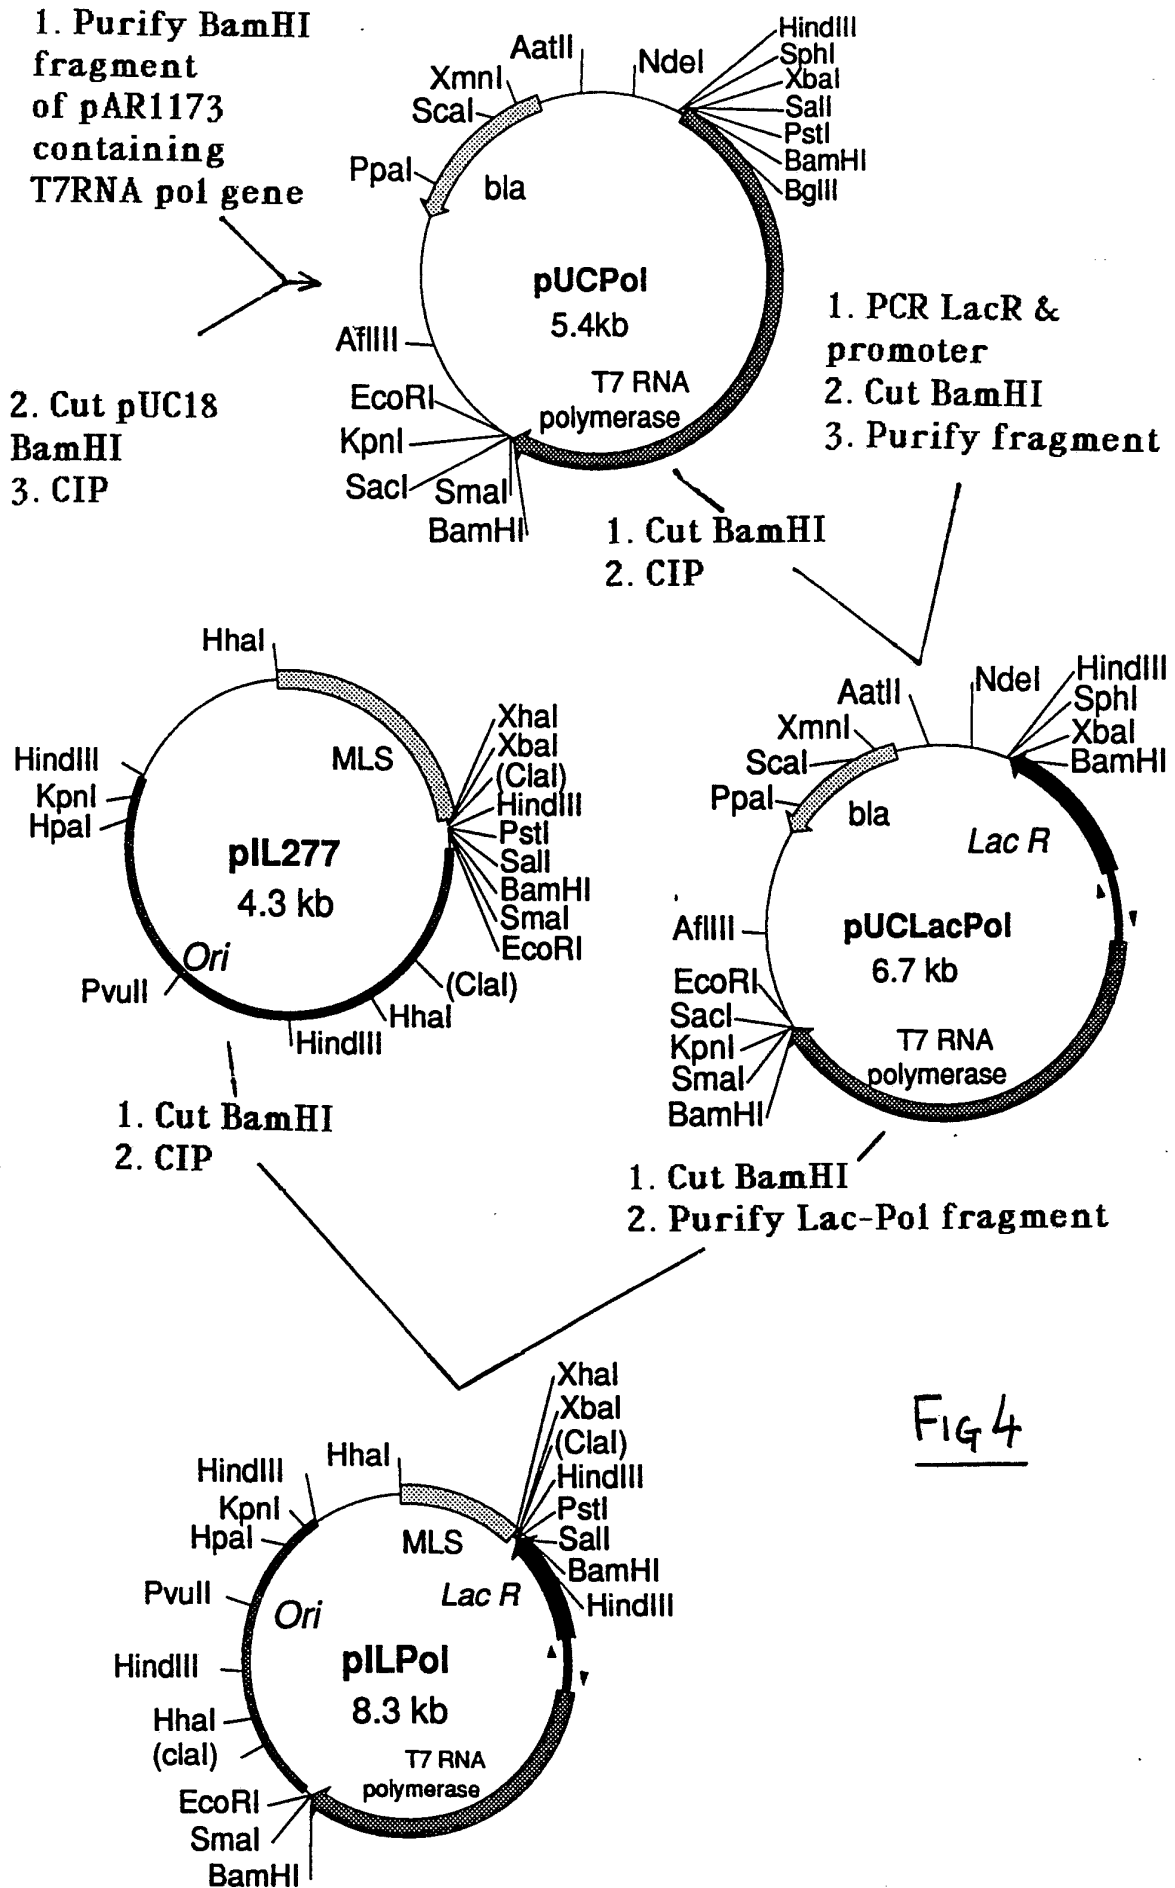 1. Purify BamHI
fragment
of pAR1173
containing
T7RNA pol gene
2. Cut pUC18
BamHI
3. CIP
AatII
NdeI
XmnI
ScaI
PpaI
bla
HindIII
SphI
XbaI
SalI
PstI
BamHI
BglII
pUCPol
5.4kb
T7 RNA
polymerase
AflIII
EcoRI
KpnI
SacI
SmaI
BamHI
1. PCR LacR &
promoter
2. Cut BamHI
3. Purify fragment
1. Cut BamHI
2. CIP
HhaI
MLS
XhaI
XbaI
(ClaI)
HindIII
PstI
SalI
BamHI
SmaI
EcoRI
(ClaI)
HhaI
HindIII
PvuII
Ori
HindIII
KpnI
HpaI
pIL277
4.3 kb
1. Cut BamHI
2. CIP
AatII
NdeI
XmnI
ScaI
PpaI
bla
HindIII
SphI
XbaI
BamHI
Lac R
pUCLacPol
6.7 kb
T7 RNA
polymerase
AflIII
EcoRI
SacI
KpnI
SmaI
BamHI
1. Cut BamHI
2. Purify Lac-Pol fragment
HhaI
MLS
XhaI
XbaI
(ClaI)
HindIII
PstI
SalI
BamHI
HindIII
Lac R
HindIII
KpnI
HpaI
PvuII
Ori
HindIII
HhaI
(claI)
EcoRI
SmaI
BamHI
pILPol
8.3 kb
T7 RNA
polymerase
FIG 4